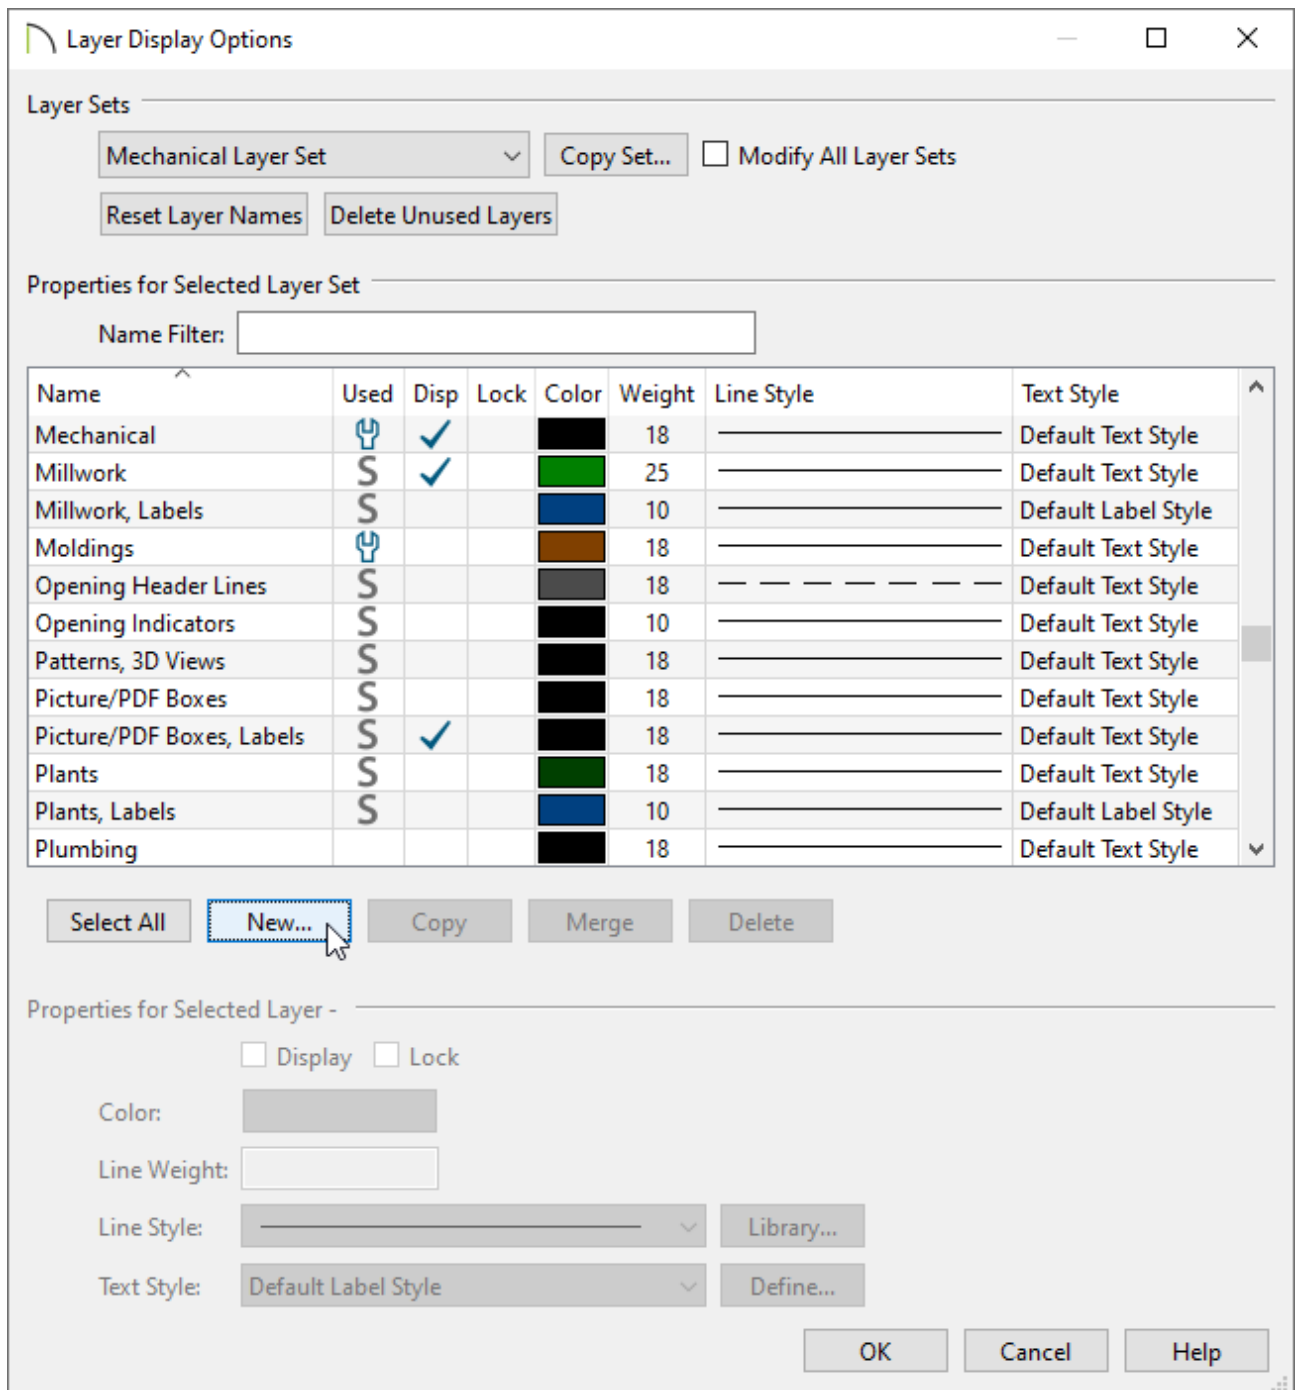 Layer Display Options
Layer Sets
Mechanical Layer Set Copy Set... Modify All Layer Sets
Reset Layer Names Delete Unused Layers
Properties for Selected Layer Set
Name Filter:
Name Used Disp Lock Color Weight Line Style Text Style
Mechanical 18 Default Text Style
Millwork S 25 Default Text Style
Millwork, Labels S 10 Default Label Style
Moldings 18 Default Text Style
Opening Header Lines S 18 Default Text Style
Opening Indicators S 10 Default Text Style
Patterns, 3D Views S 18 Default Text Style
Picture/PDF Boxes S 18 Default Text Style
Picture/PDF Boxes, Labels S 18 Default Text Style
Plants S 18 Default Text Style
Plants, Labels S 10 Default Label Style
Plumbing 18 Default Text Style
Select All New... Copy Merge Delete
Properties for Selected Layer -
Display Lock
Color:
Line Weight:
Line Style: Library...
Text Style: Default Label Style Define...
OK Cancel Help